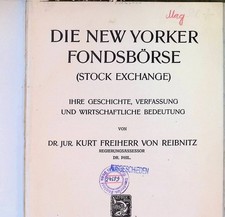 DIE NEW YORKER
FONDSBÖRSE
(STOCK EXCHANGE)
IHRE GESCHICHTE, VERFASSUNG
UND WIRTSCHAFTLICHE BEDEUTUNG
VON
DR. JUR. KURT FREIHERR VON REIBNITZ
REGIERUNGSASSESSOR
DR. PHIL.
AUSGESCHIEDEN